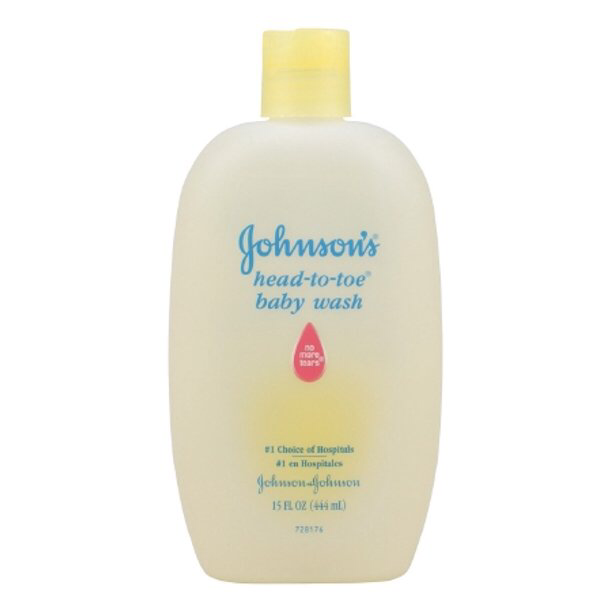 Johnson's
head-to-toe®
baby wash
no
more
tears®
#1 Choice of Hospitals
#1 en Hospitales
Johnson & Johnson
15 FL OZ (444 mL)
728176